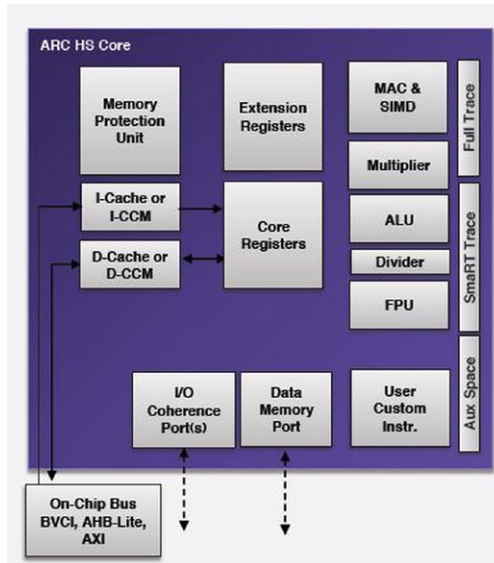 ARC HS Core
Memory
Protection
Unit
Extension
Registers
MAC &
SIMD
Full Trace
Multiplier
I-Cache or
I-CCM
Core
Registers
ALU
SmaRT Trace
D-Cache or
D-CCM
Divider
FPU
I/O
Coherence
Port(s)
Data
Memory
Port
User
Custom
Instr.
Aux Space
On-Chip Bus
BVCI, AHB-Lite,
AXI